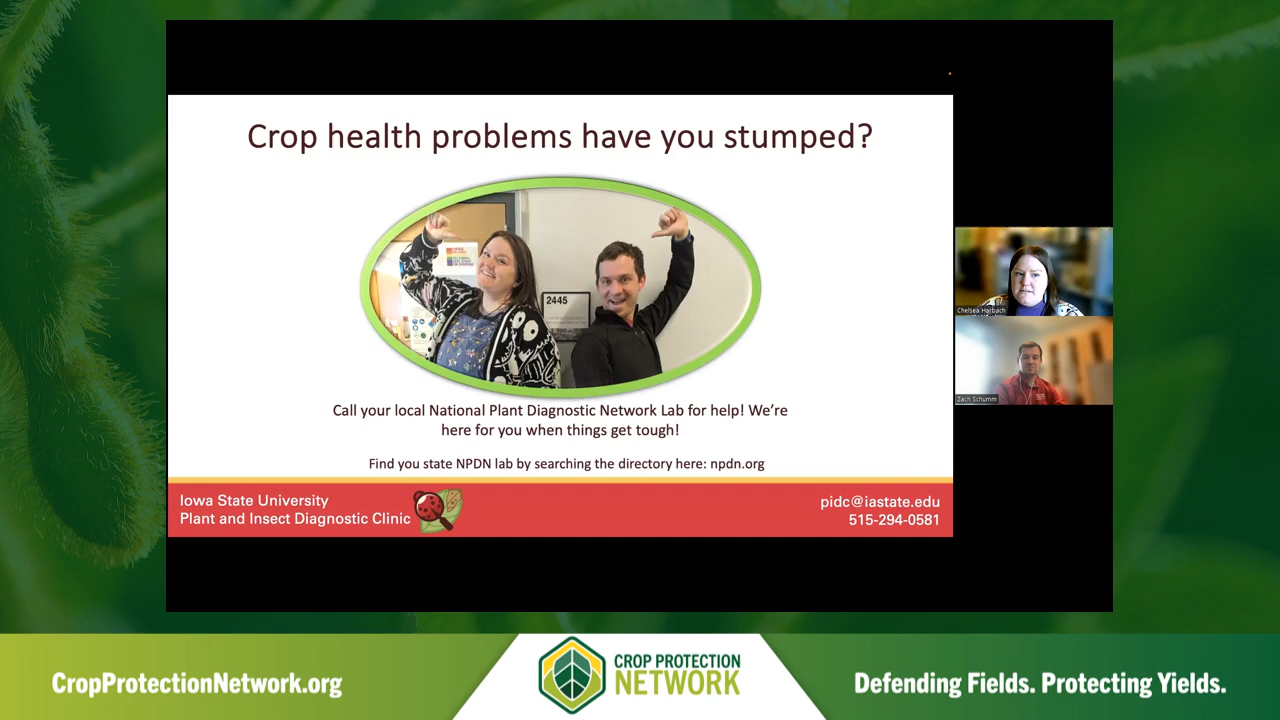 Crop health problems have you stumped?
2445
Call your local National Plant Diagnostic Network Lab for help! We're
here for you when things get tough!
Find you state NPDN lab by searching the directory here: npdn.org
Iowa State University
Plant and Insect Diagnostic Clinic
pidc@iastate.edu
515-294-0581
Chelsea Harbach
Zach Schumm
CropProtectionNetwork.org
CROP PROTECTION
NETWORK
Defending Fields. Protecting Yields.